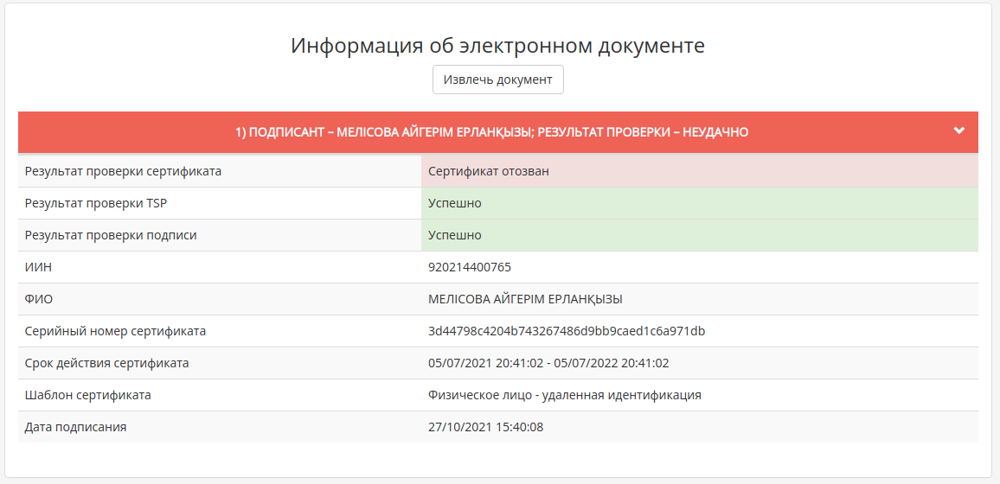 Информация об электронном документе
Извлечь документ
1) ПОДПИСАНТ – МЕЛІСОВА АЙГЕРІМ ЕРЛАНҚЫЗЫ; РЕЗУЛЬТАТ ПРОВЕРКИ – НЕУДАЧНО
Результат проверки сертификата Сертификат отозван
Результат проверки TSP Успешно
Результат проверки подписи Успешно
ИИН 920214400765
ФИО МЕЛІСОВА АЙГЕРІМ ЕРЛАНҚЫЗЫ
Серийный номер сертификата 3d44798c4204b743267486d9bb9caed1c6a971db
Срок действия сертификата 05/07/2021 20:41:02 - 05/07/2022 20:41:02
Шаблон сертификата Физическое лицо - удаленная идентификация
Дата подписания 27/10/2021 15:40:08